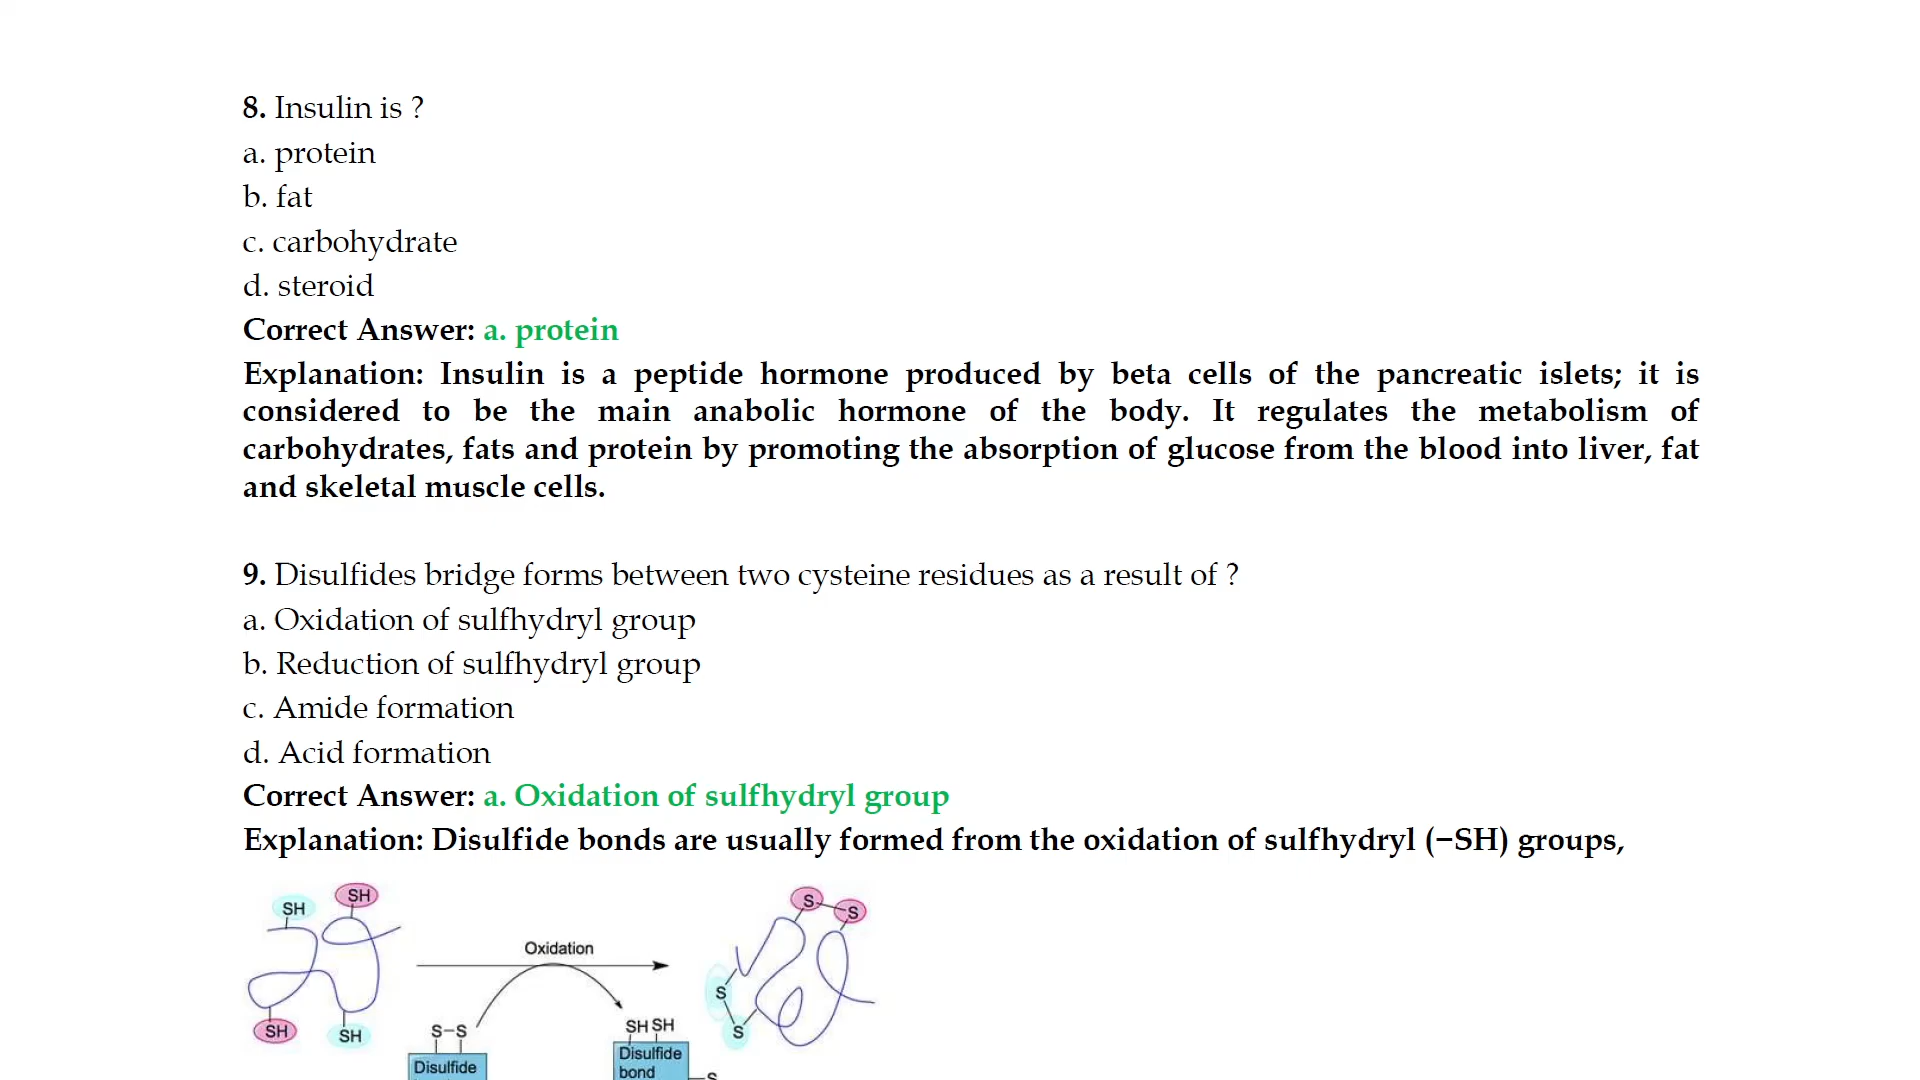 8. Insulin is ?
a. protein
b. fat
c. carbohydrate
d. steroid
Correct Answer: a. protein
Explanation: Insulin is a peptide hormone produced by beta cells of the pancreatic islets; it is
considered to be the main anabolic hormone of the body. It regulates the metabolism of
carbohydrates, fats and protein by promoting the absorption of glucose from the blood into liver, fat
and skeletal muscle cells.
9. Disulfides bridge forms between two cysteine residues as a result of ?
a. Oxidation of sulfhydryl group
b. Reduction of sulfhydryl group
c. Amide formation
d. Acid formation
Correct Answer: a. Oxidation of sulfhydryl group
Explanation: Disulfide bonds are usually formed from the oxidation of sulfhydryl (−SH) groups,
SH
SH
S
S
Oxidation
S
S
SH
SH
S–S
SH SH
Disulfide
Disulfide
bond
S